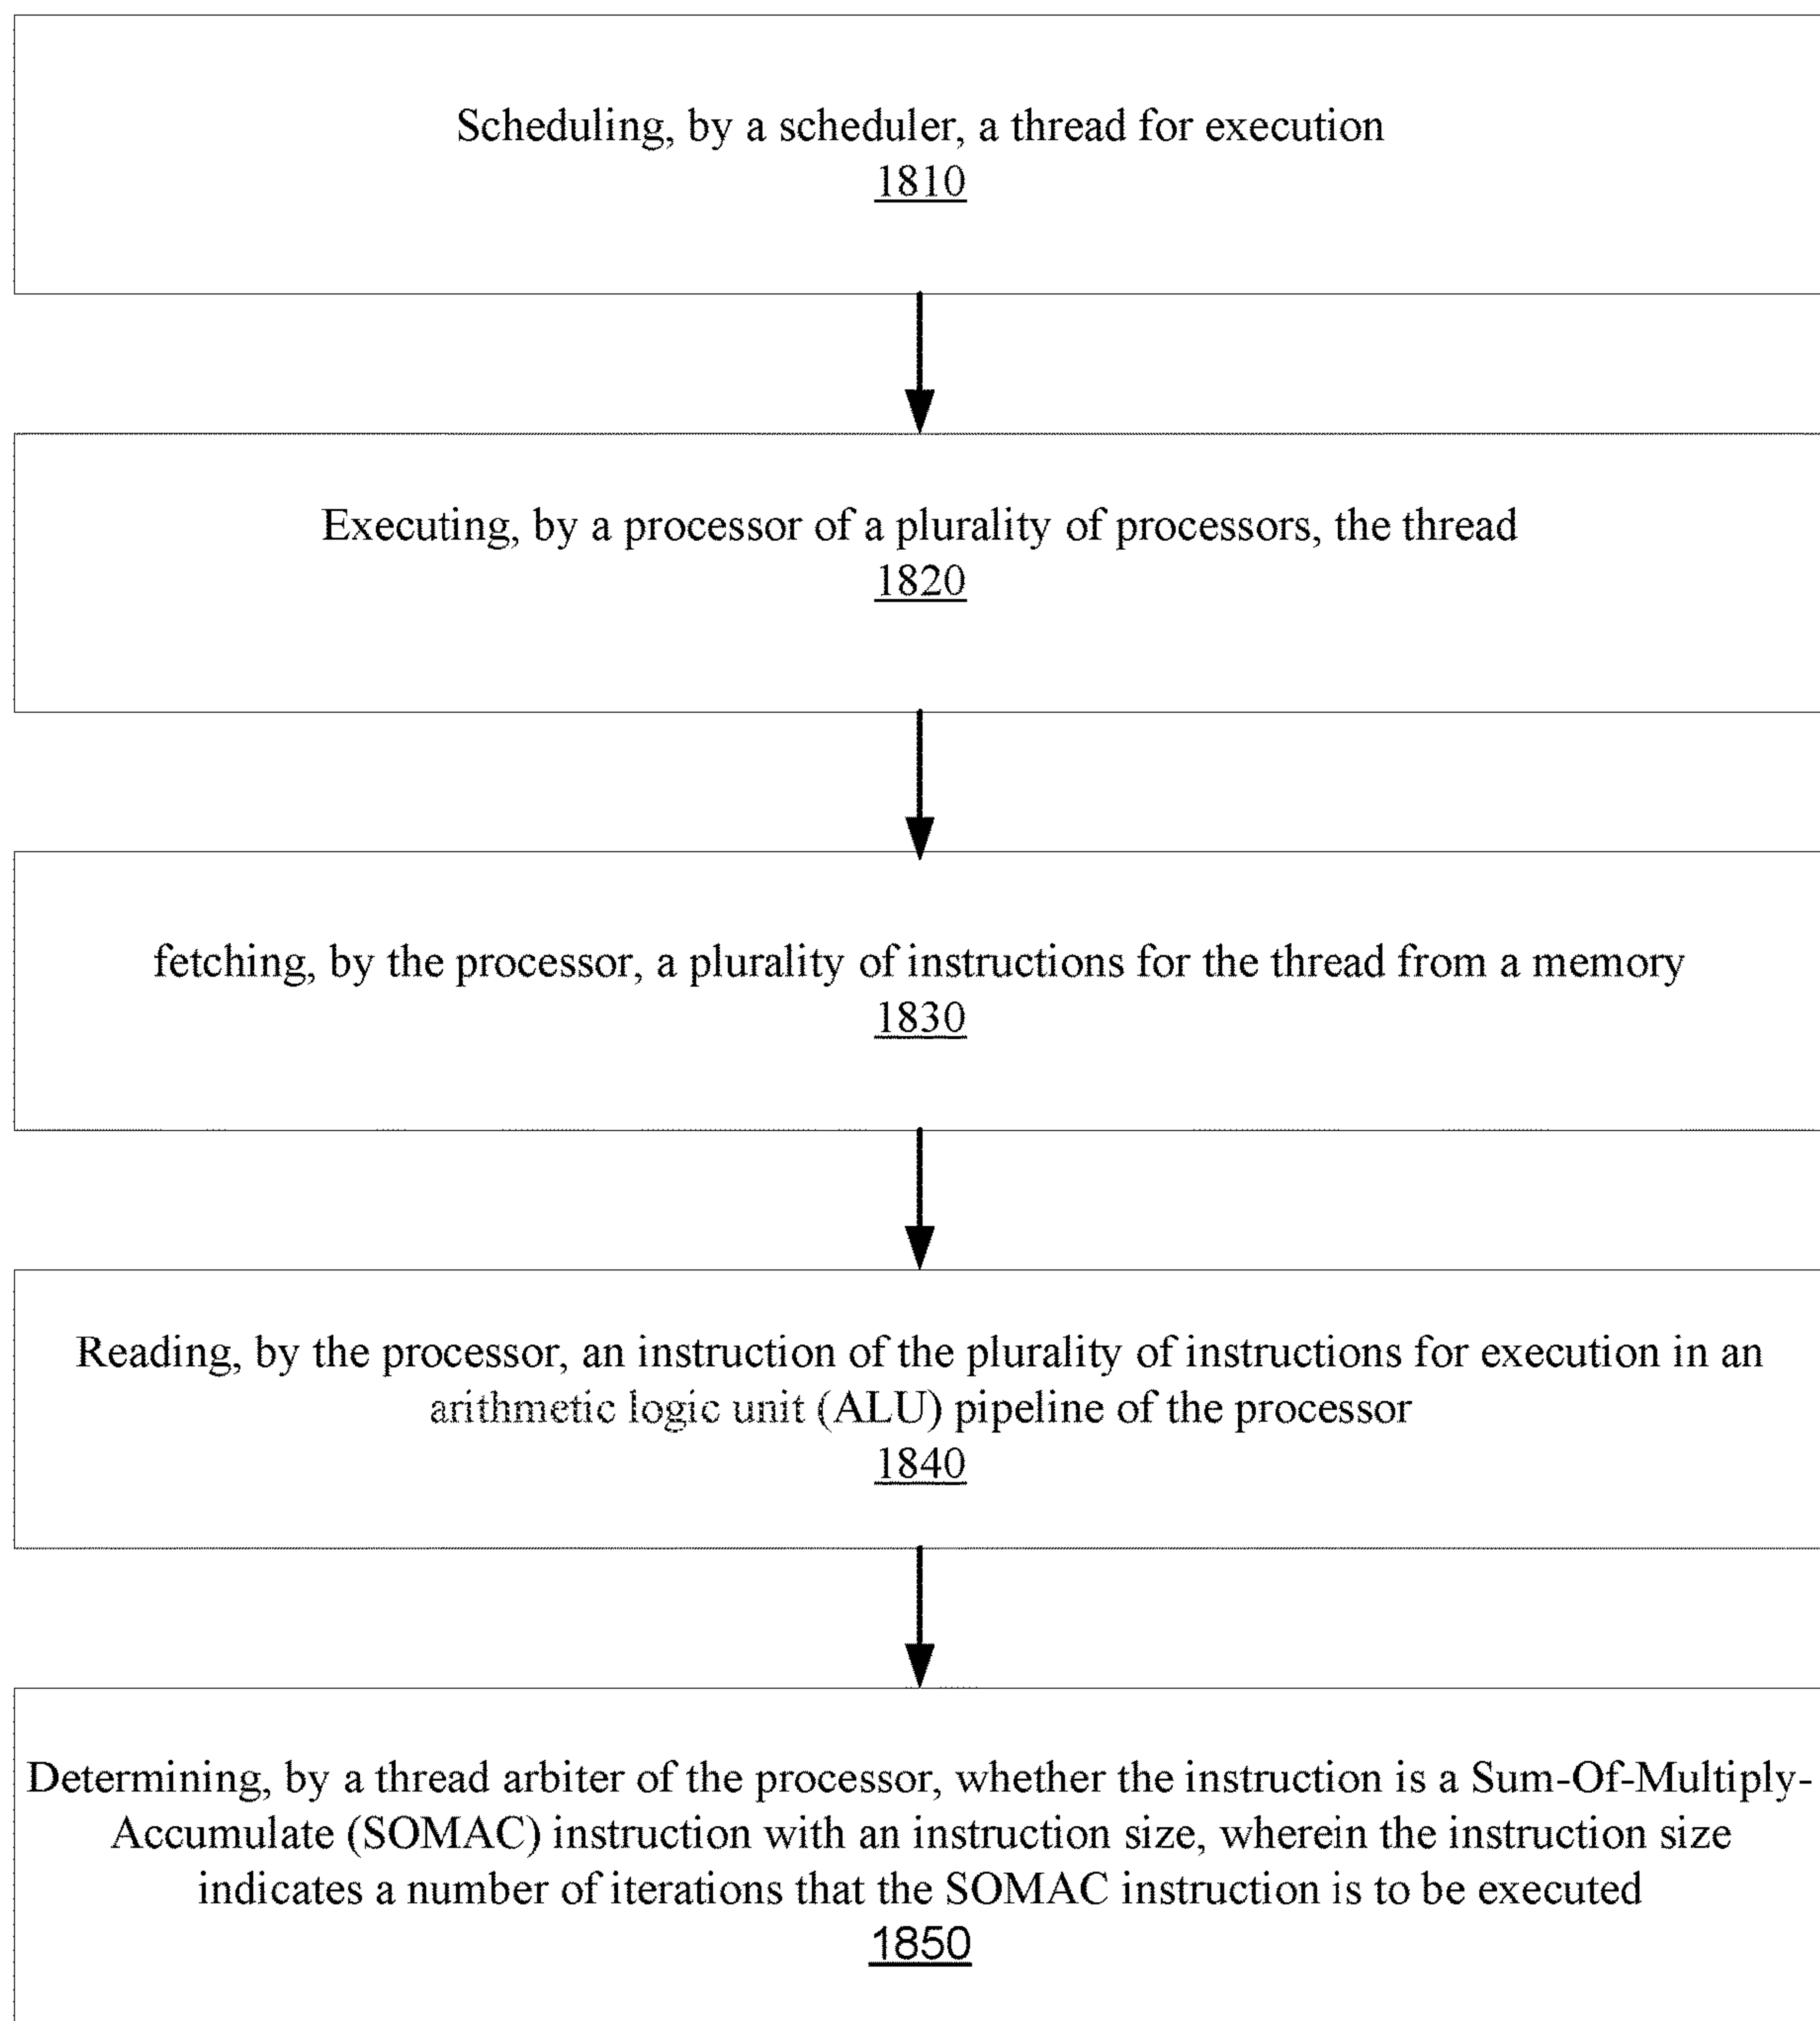 Scheduling, by a scheduler, a thread for execution
1810
Executing, by a processor of a plurality of processors, the thread
1820
fetching, by the processor, a plurality of instructions for the thread from a memory
1830
Reading, by the processor, an instruction of the plurality of instructions for execution in an
arithmetic logic unit (ALU) pipeline of the processor
1840
Determining, by a thread arbiter of the processor, whether the instruction is a Sum-Of-Multiply-
Accumulate (SOMAC) instruction with an instruction size, wherein the instruction size
indicates a number of iterations that the SOMAC instruction is to be executed
1850